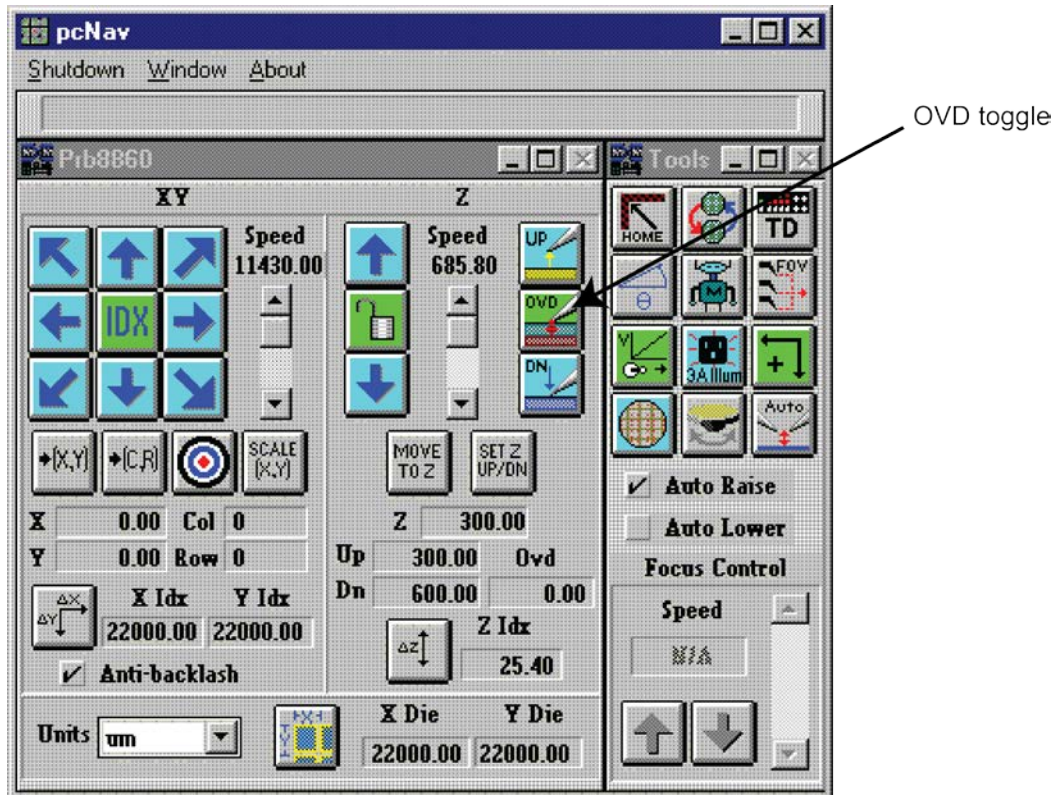 pcNav
Shutdown Window About
OVD toggle
Prb8860
XY
Speed
11430.00
IDX
→(X,Y)
→(C,R)
SCALE (X,Y)
X 0.00 Col 0
Y 0.00 Row 0
ΔX
ΔY
X Idx Y Idx
22000.00 22000.00
✓ Anti-backlash
Z
Speed
685.80
UP
OVD
DN
MOVE TO Z
SET Z UP/DN
Z 300.00
Up 300.00 Ovd
Dn 600.00 0.00
ΔZ
Z Idx
25.40
Units um
X
Y
X Die Y Die
22000.00 22000.00
Tools
HOME
TD
θ
M
FOV
V
3A Illum
+
Auto
✓ Auto Raise
Auto Lower
Focus Control
Speed
N/A